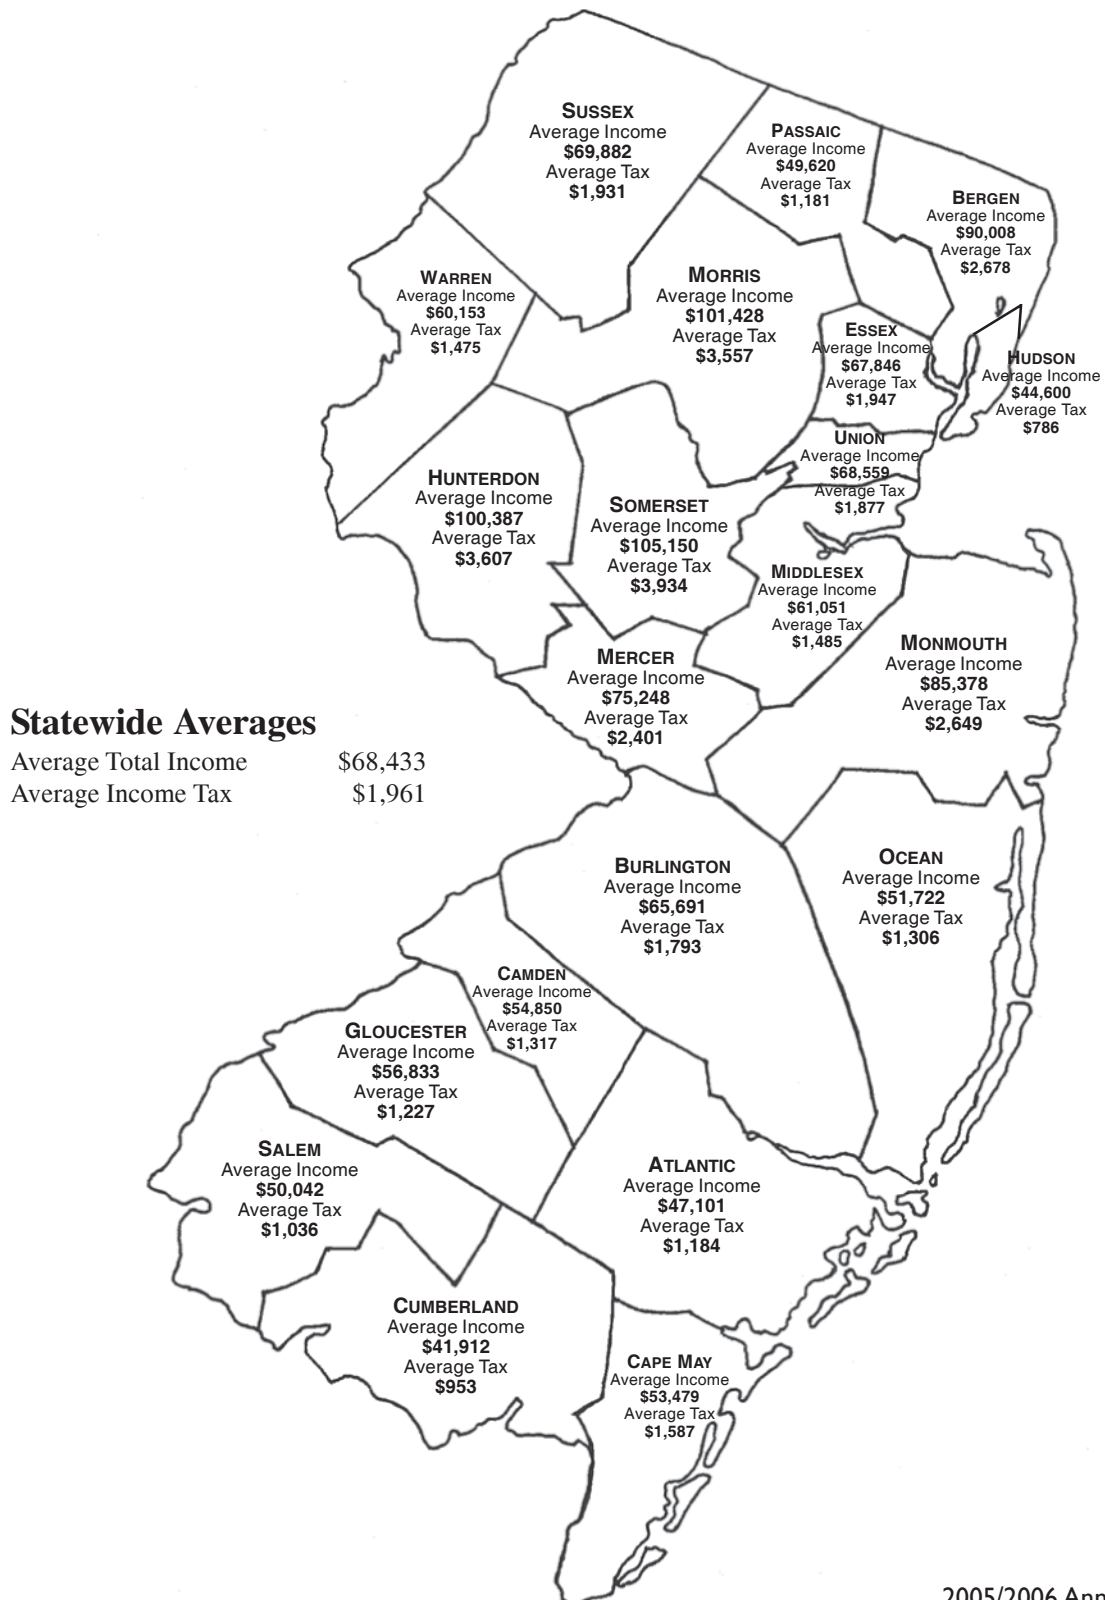 SUSSEX
Average Income
$69,882
Average Tax
$1,931
PASSAIC
Average Income
$49,620
Average Tax
$1,181
BERGEN
Average Income
$90,008
Average Tax
$2,678
WARREN
Average Income
$60,153
Average Tax
$1,475
MORRIS
Average Income
$101,428
Average Tax
$3,557
ESSEX
Average Income
$67,846
Average Tax
$1,947
HUDSON
Average Income
$44,600
Average Tax
$786
UNION
Average Income
$68,559
Average Tax
$1,877
HUNTERDON
Average Income
$100,387
Average Tax
$3,607
SOMERSET
Average Income
$105,150
Average Tax
$3,934
MIDDLESEX
Average Income
$61,051
Average Tax
$1,485
MONMOUTH
Average Income
$85,378
Average Tax
$2,649
MERCER
Average Income
$75,248
Average Tax
$2,401
Statewide Averages
Average Total Income $68,433
Average Income Tax $1,961
BURLINGTON
Average Income
$65,691
Average Tax
$1,793
OCEAN
Average Income
$51,722
Average Tax
$1,306
CAMDEN
Average Income
$54,850
Average Tax
$1,317
GLOUCESTER
Average Income
$56,833
Average Tax
$1,227
SALEM
Average Income
$50,042
Average Tax
$1,036
ATLANTIC
Average Income
$47,101
Average Tax
$1,184
CUMBERLAND
Average Income
$41,912
Average Tax
$953
CAPE MAY
Average Income
$53,479
Average Tax
$1,587
2005/2006 Ann